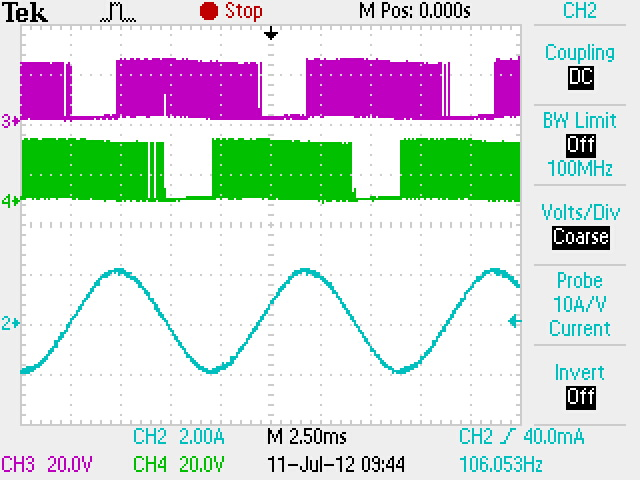 Tek Stop M Pos: 0.000s CH2
Coupling
DC
BW Limit
Off
100MHz
Volts/Div
Coarse
Probe
10A/V
Current
Invert
Off
3
4
2
CH2 2.00A M 2.50ms CH2 40.0mA
CH3 20.0V CH4 20.0V 11-Jul-12 09:44 106.053Hz